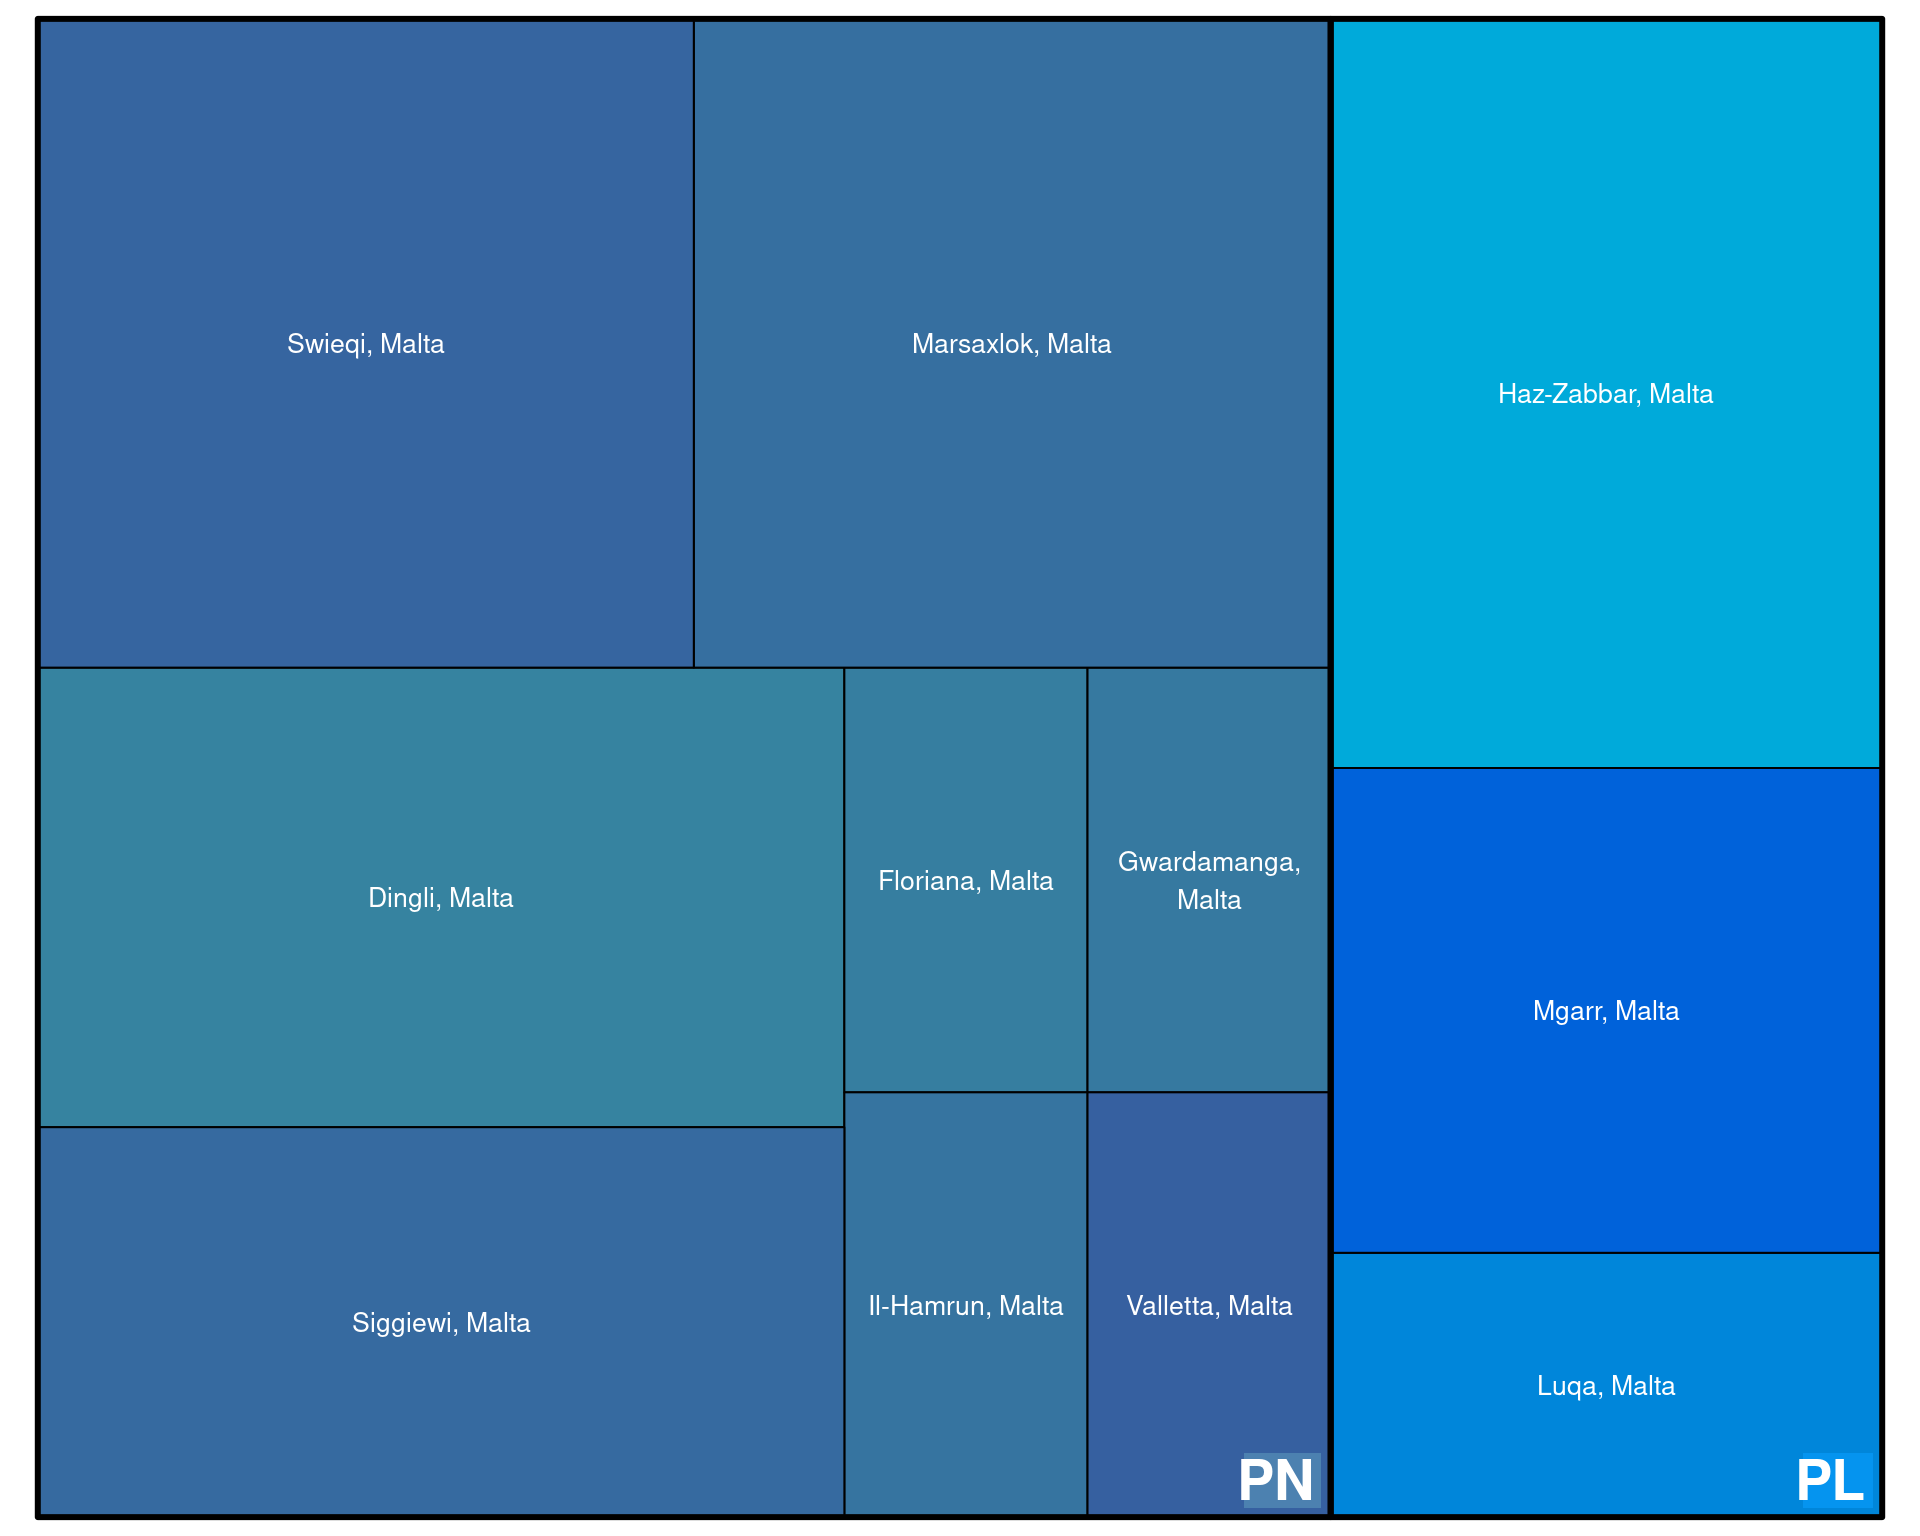 Swieqi, Malta
Marsaxlok, Malta
Haz-Zabbar, Malta
Dingli, Malta
Floriana, Malta
Gwardamanga,
Malta
Mgarr, Malta
Siggiewi, Malta
Il-Hamrun, Malta
Valletta, Malta
Luqa, Malta
PN
PL